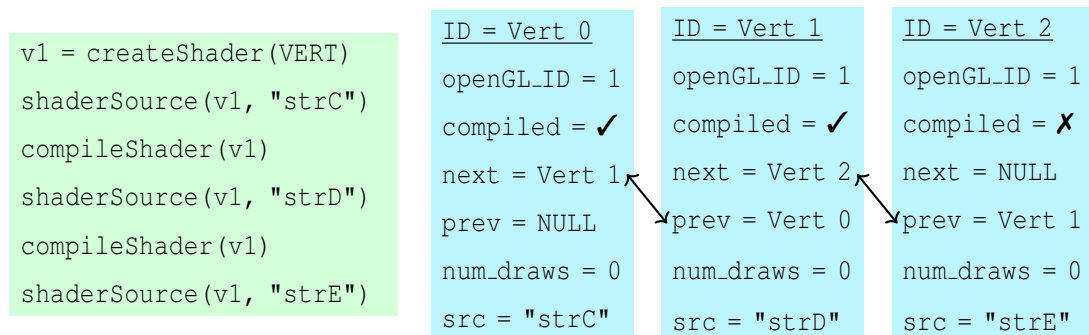 v1 = createShader(VERT)
shaderSource(v1, "strC")
compileShader(v1)
shaderSource(v1, "strD")
compileShader(v1)
shaderSource(v1, "strE")
ID = Vert 0
openGL_ID = 1
compiled = ✓
next = Vert 1
prev = NULL
num_draws = 0
src = "strC"
ID = Vert 1
openGL_ID = 1
compiled = ✓
next = Vert 2
prev = Vert 0
num_draws = 0
src = "strD"
ID = Vert 2
openGL_ID = 1
compiled = ✗
next = NULL
prev = Vert 1
num_draws = 0
src = "strE"